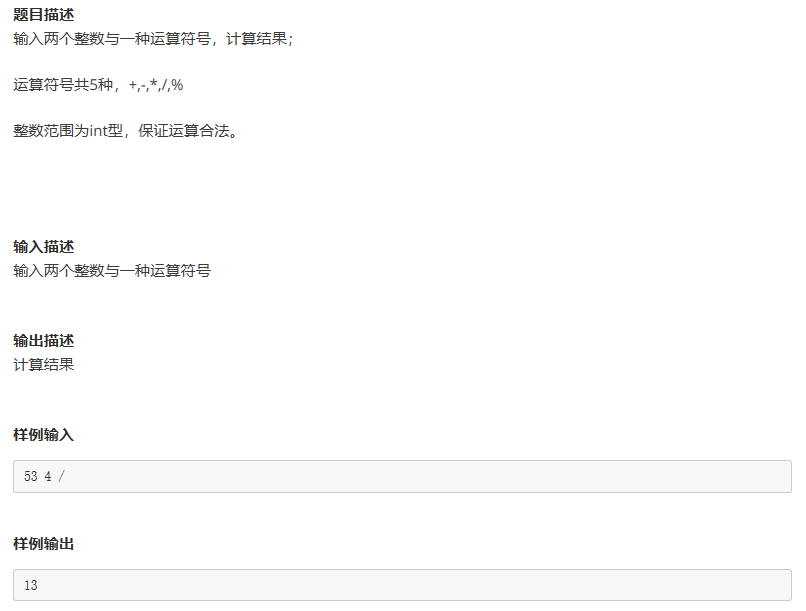 题目描述
输入两个整数与一种运算符号，计算结果；
运算符号共5种，+,-,*,/,%
整数范围为int型，保证运算合法。
输入描述
输入两个整数与一种运算符号
输出描述
计算结果
样例输入
53 4 /
样例输出
13